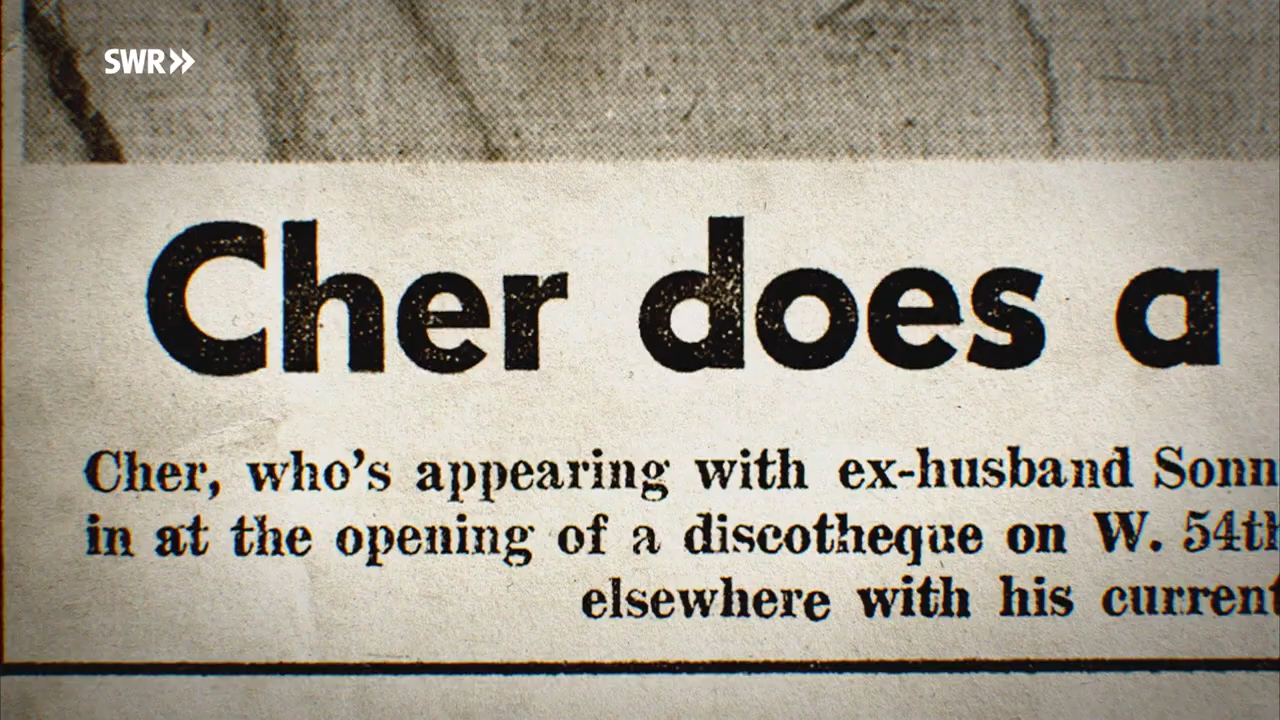 SWR
Cher does a
Cher, who's appearing with ex-husband Sonn
in at the opening of a discotheque on W. 54th
elsewhere with his current